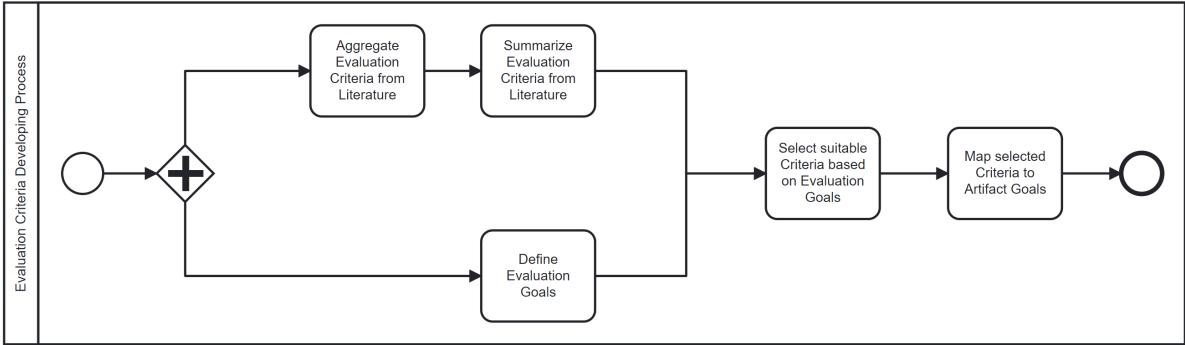 Evaluation Criteria Developing Process
Aggregate
Evaluation
Criteria from
Literature
Summarize
Evaluation
Criteria from
Literature
Define
Evaluation
Goals
Select suitable
Criteria based
on Evaluation
Goals
Map selected
Criteria to
Artifact Goals